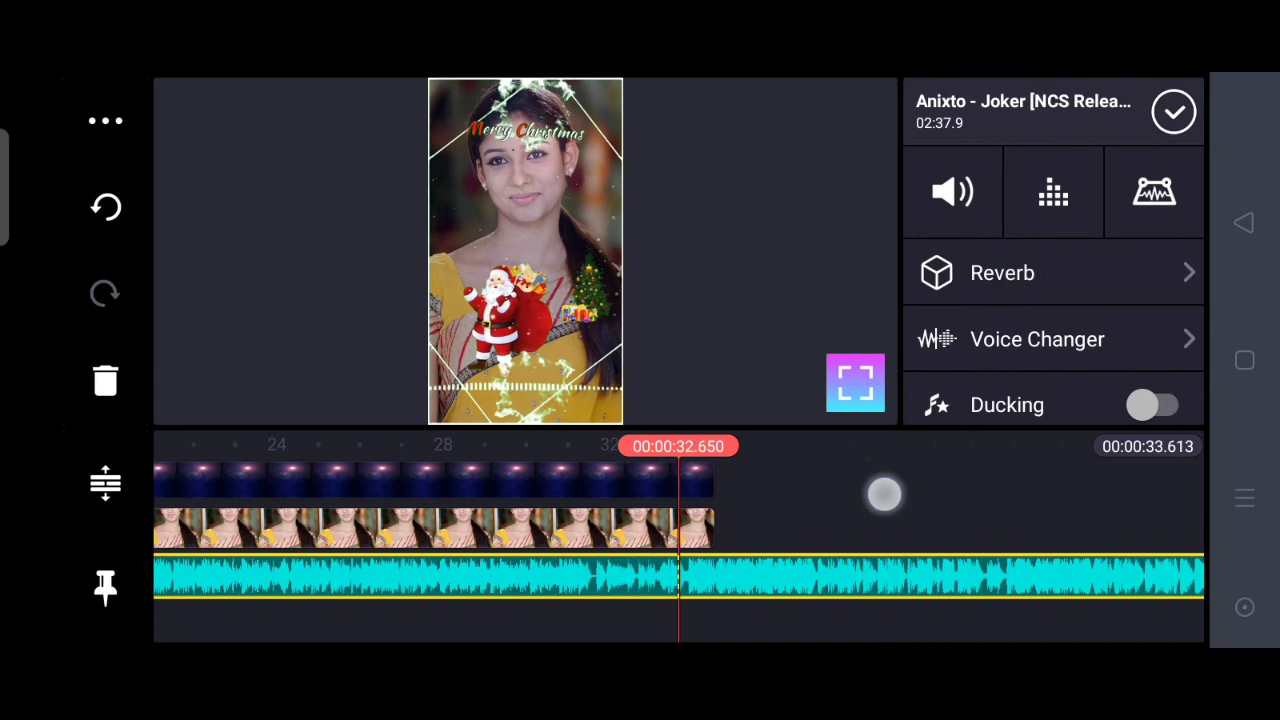 Anixto - Joker [NCS Relea...
02:37.9
Merry Christmas
Reverb
Voice Changer
Ducking
24
28
32
00:00:32.650
00:00:33.613